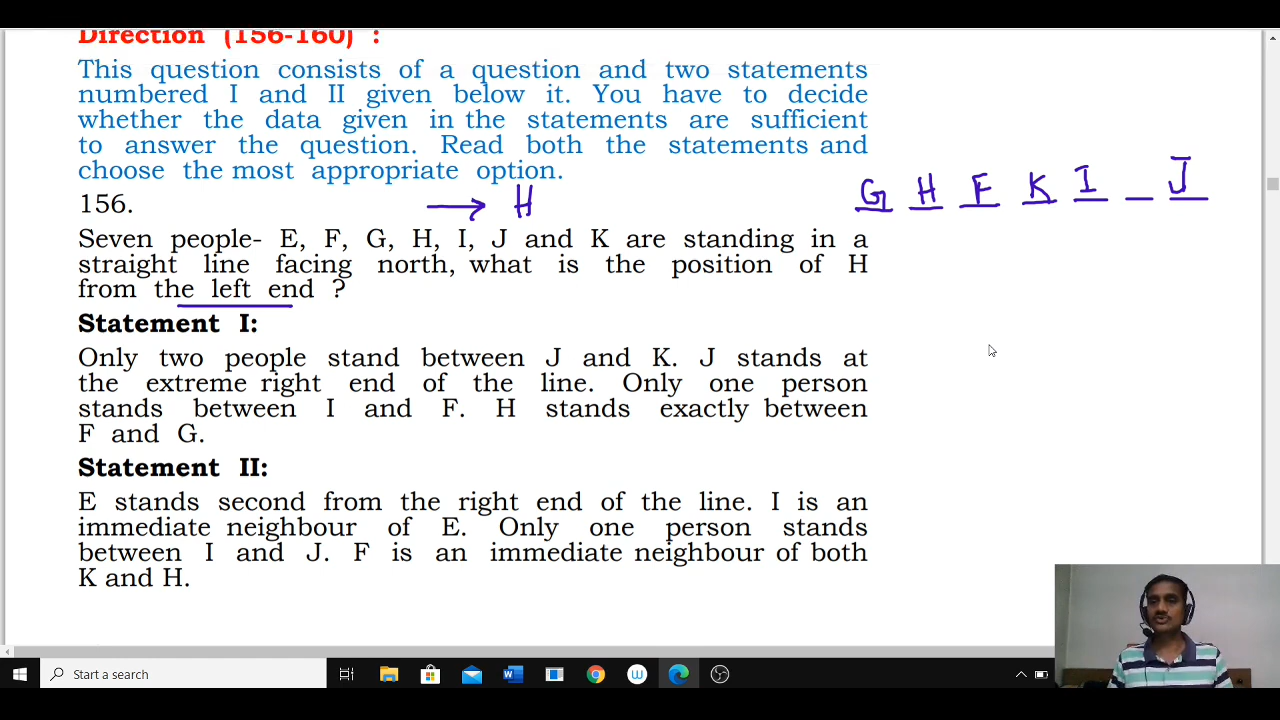 Direction (156-160) :
This question consists of a question and two statements
numbered I and II given below it. You have to decide
whether the data given in the statements are sufficient
to answer the question. Read both the statements and
choose the most appropriate option.
G H F K I _ J
156.
→ H
Seven people- E, F, G, H, I, J and K are standing in a
straight line facing north, what is the position of H
from the left end ?
Statement I:
Only two people stand between J and K. J stands at
the extreme right end of the line. Only one person
stands between I and F. H stands exactly between
F and G.
Statement II:
E stands second from the right end of the line. I is an
immediate neighbour of E. Only one person stands
between I and J. F is an immediate neighbour of both
K and H.
Start a search